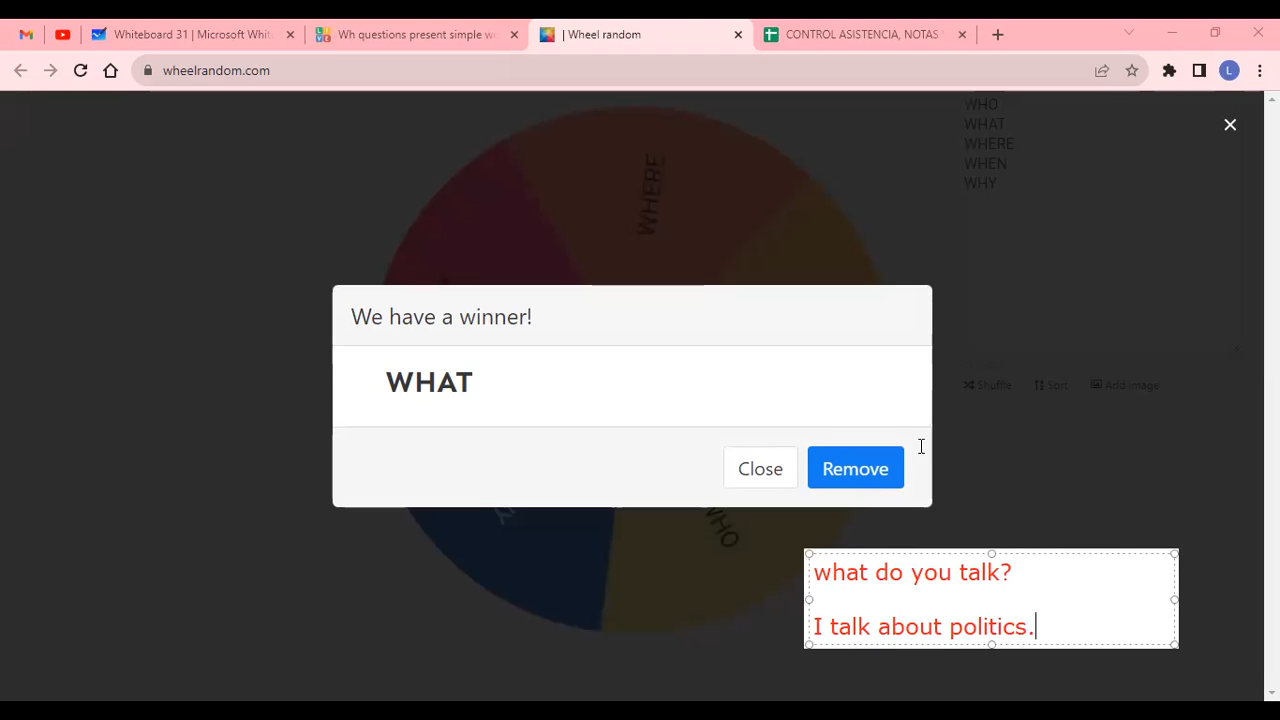 Whiteboard 31 | Microsoft Whit
Wh questions present simple w
| Wheel random
CONTROL ASISTENCIA, NOTAS
wheelrandom.com
L
WHO
WHAT
WHERE
WHEN
WHY
WHERE
We have a winner!
WHAT
Shuffle
Sort
Add image
Close
Remove
WHO
what do you talk?
I talk about politics.